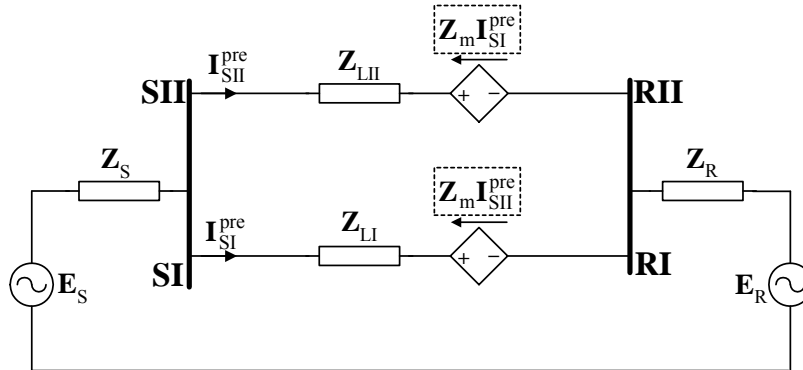 Z_m I_SI^pre
I_SII^pre
Z_LII
SII
+ −
RII
Z_S
Z_R
Z_m I_SII^pre
I_SI^pre
Z_LI
+ −
SI
RI
E_S
E_R